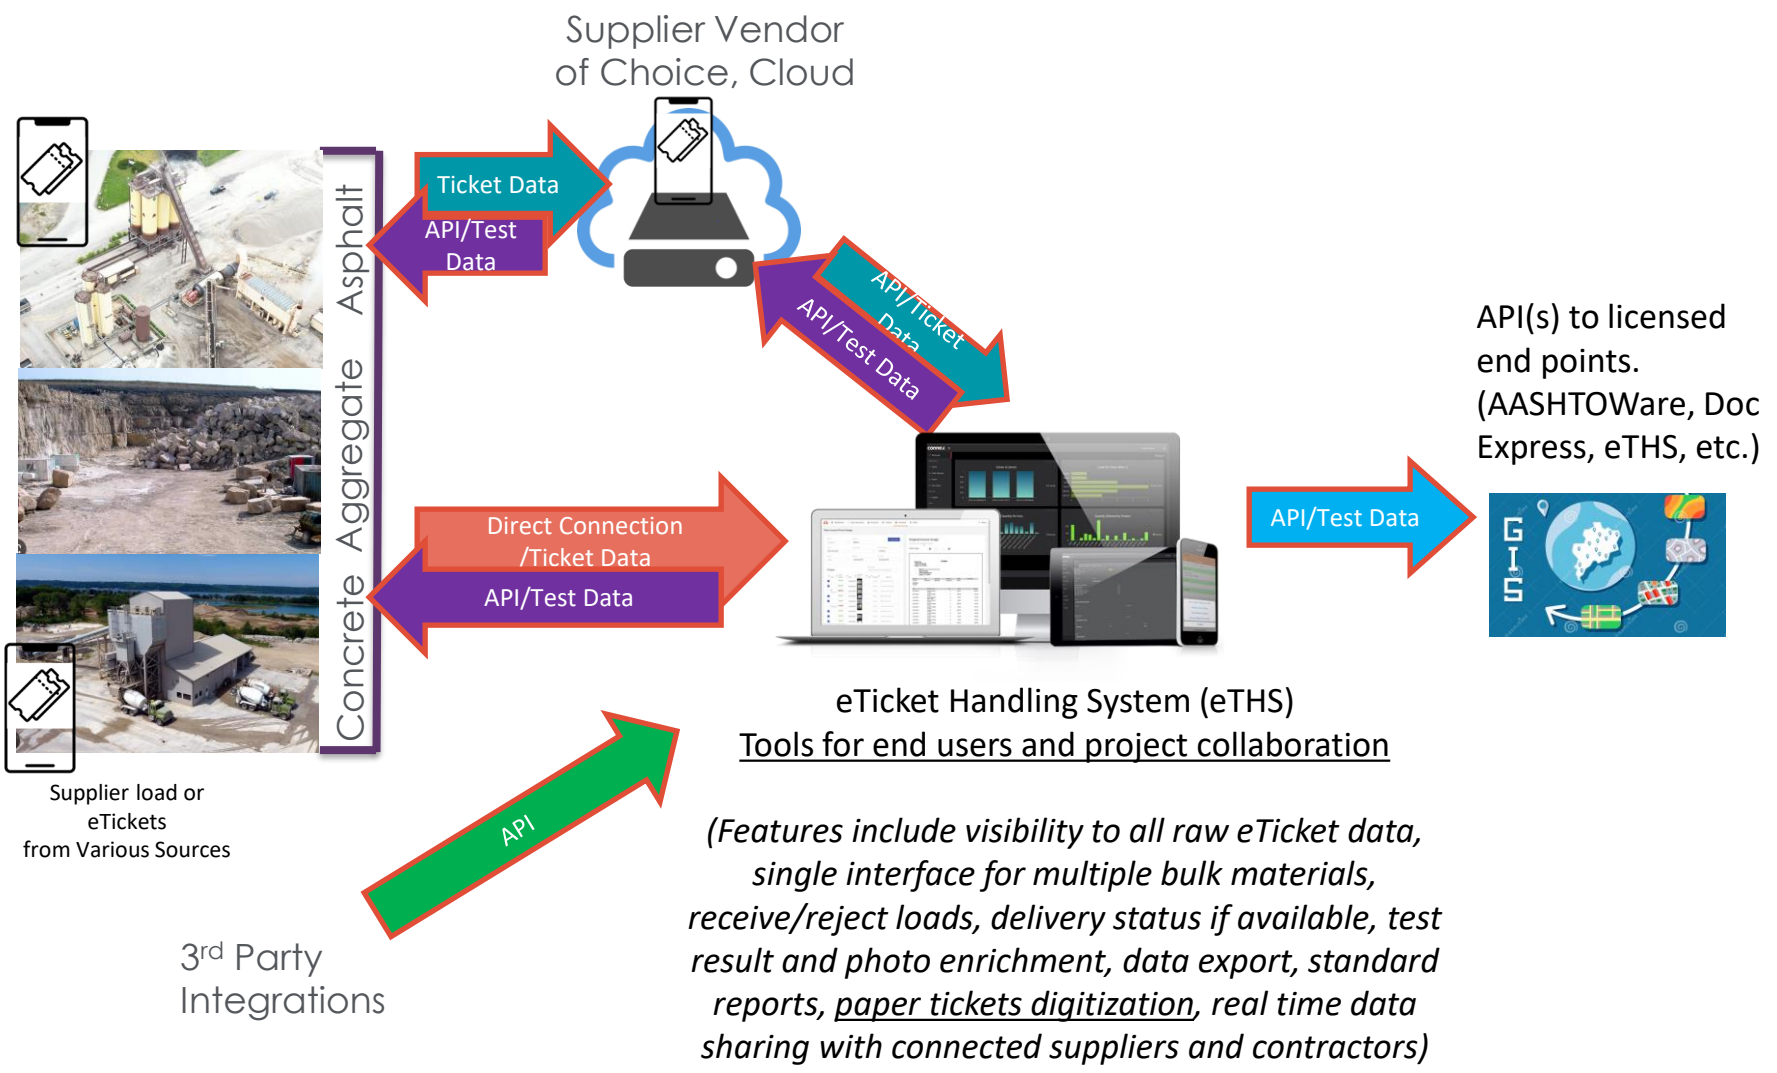 Supplier Vendor
of Choice, Cloud
Ticket Data
API/Test
Data
Asphalt
Aggregate
Concrete
API/Ticket
Data
API/Test Data
API(s) to licensed
end points.
(AASHTOWare, Doc
Express, eTHS, etc.)
Direct Connection
/Ticket Data
API/Test Data
API/Test Data
GIS
eTicket Handling System (eTHS)
Tools for end users and project collaboration
Supplier load or
eTickets
from Various Sources
API
3rd Party
Integrations
(Features include visibility to all raw eTicket data,
single interface for multiple bulk materials,
receive/reject loads, delivery status if available, test
result and photo enrichment, data export, standard
reports, paper tickets digitization, real time data
sharing with connected suppliers and contractors)